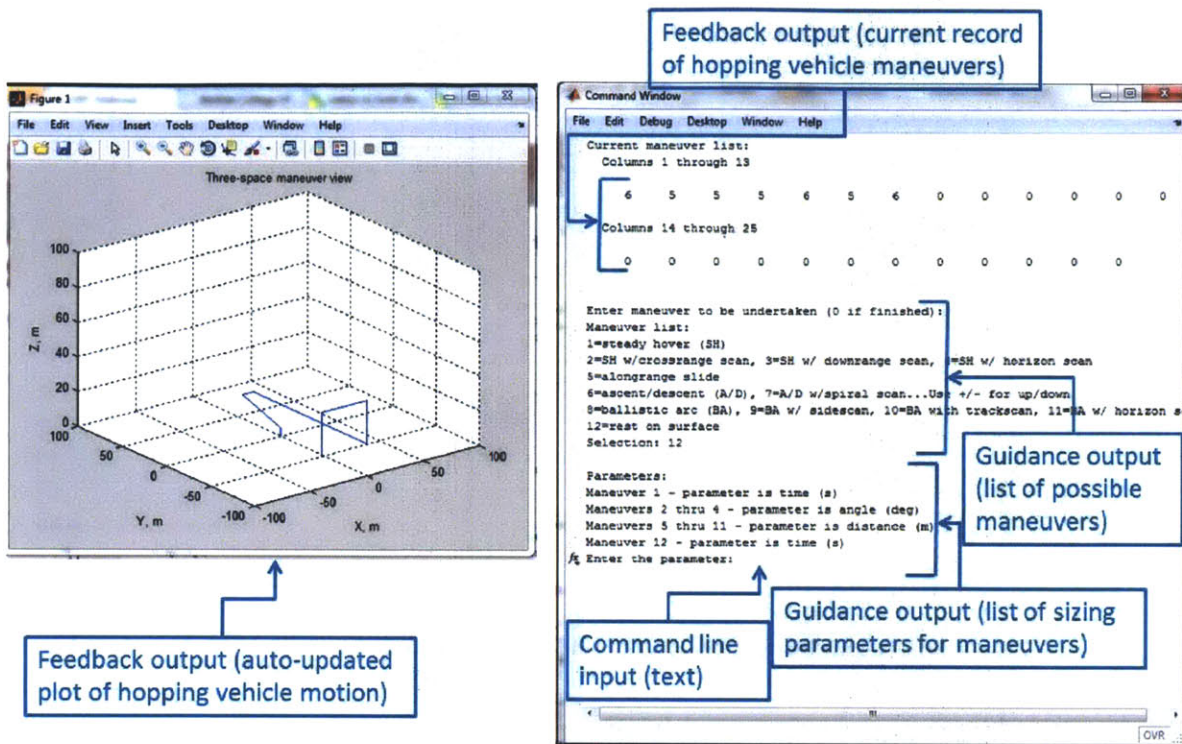 Feedback output (current record
of hopping vehicle maneuvers)
Figure 1
File Edit View Insert Tools Desktop Window Help
Three-space maneuver view
100
80
60
40
20
0
Z, m
100
50
0
-50
-100
Y, m
-100
-50
0
50
100
X, m
Feedback output (auto-updated
plot of hopping vehicle motion)
Command Window
File Edit Debug Desktop Window Help
Current maneuver list:
Columns 1 through 13
6 5 5 5 6 5 6 0 0 0 0 0 0
Columns 14 through 25
0 0 0 0 0 0 0 0 0 0 0 0
Enter maneuver to be undertaken (0 if finished):
Maneuver list:
1=steady hover (SH)
2=SH w/crossrange scan, 3=SH w/ downrange scan, 4=SH w/ horizon scan
5=alongrange slide
6=ascent/descent (A/D), 7=A/D w/spiral scan...Use +/- for up/down
8=ballistic arc (BA), 9=BA w/ sidescan, 10=BA with trackscan, 11=BA w/ horizon s
12=rest on surface
Selection: 12
Parameters:
Maneuver 1 - parameter is time (s)
Maneuvers 2 thru 4 - parameter is angle (deg)
Maneuvers 5 thru 11 - parameter is distance (m)
Maneuver 12 - parameter is time (s)
fx Enter the parameter:
Guidance output
(list of possible
maneuvers)
Guidance output (list of sizing
parameters for maneuvers)
Command line
input (text)
OVR